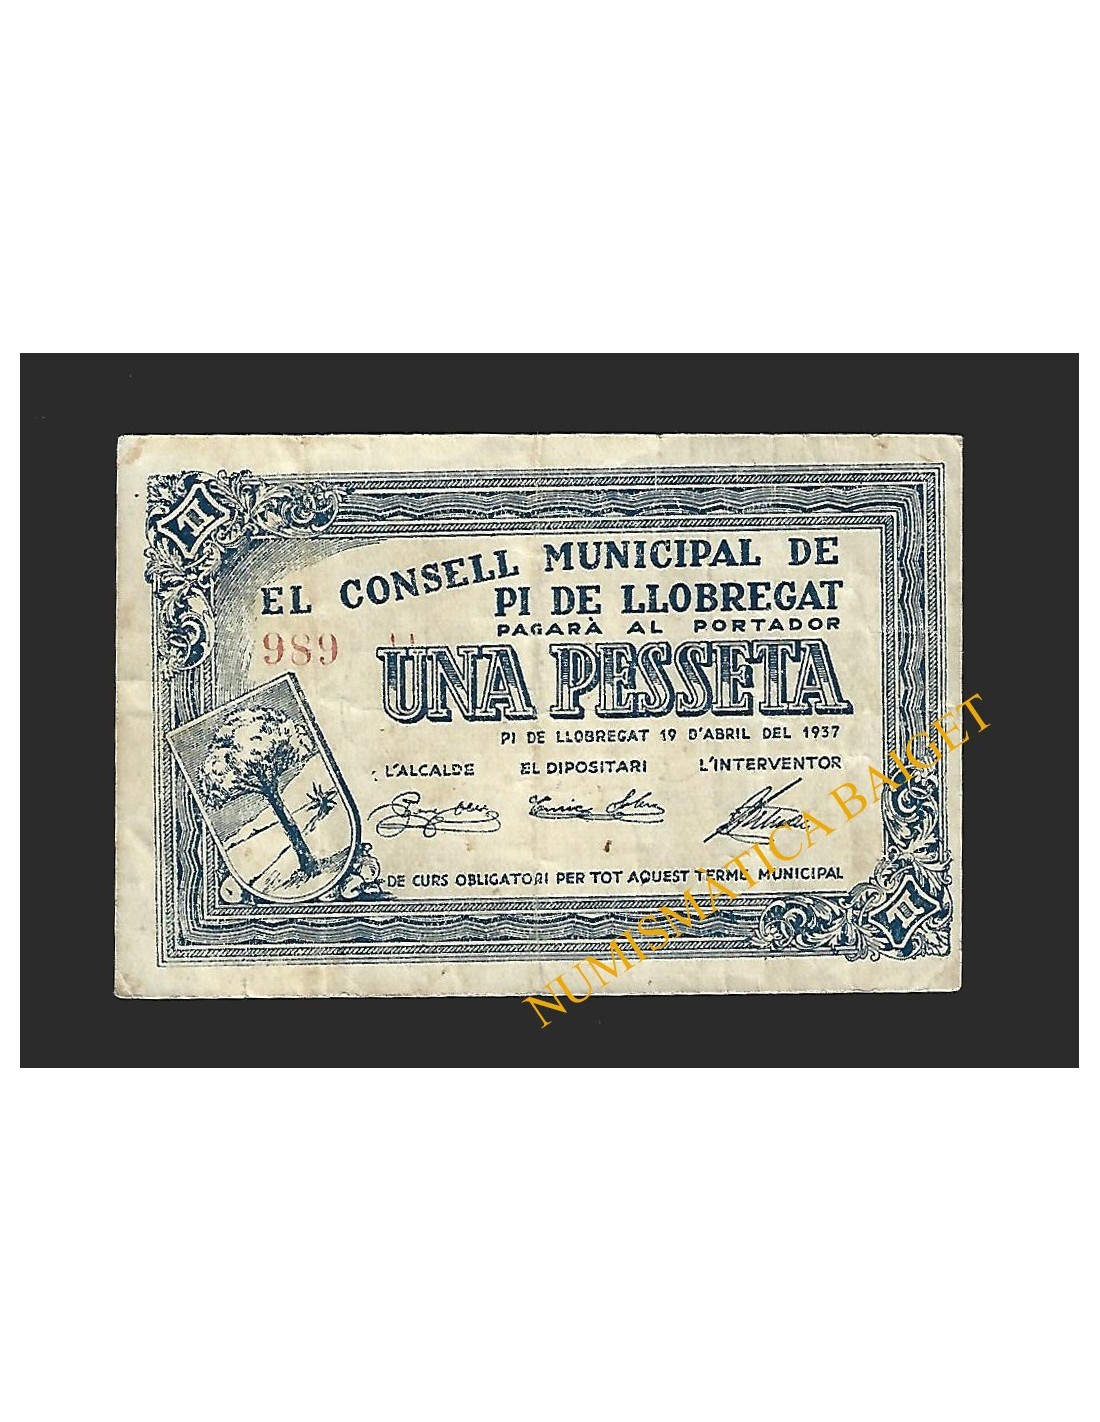 EL CONSELL MUNICIPAL DE
PI DE LLOBREGAT
PAGARÀ AL PORTADOR
989
UNA PESSETA
PI DE LLOBREGAT 19 D'ABRIL DEL 1937
L'ALCALDE EL DIPOSITARI L'INTERVENTOR
DE CURS OBLIGATORI PER TOT AQUEST TERME MUNICIPAL
NUMISMATICA BAIGET